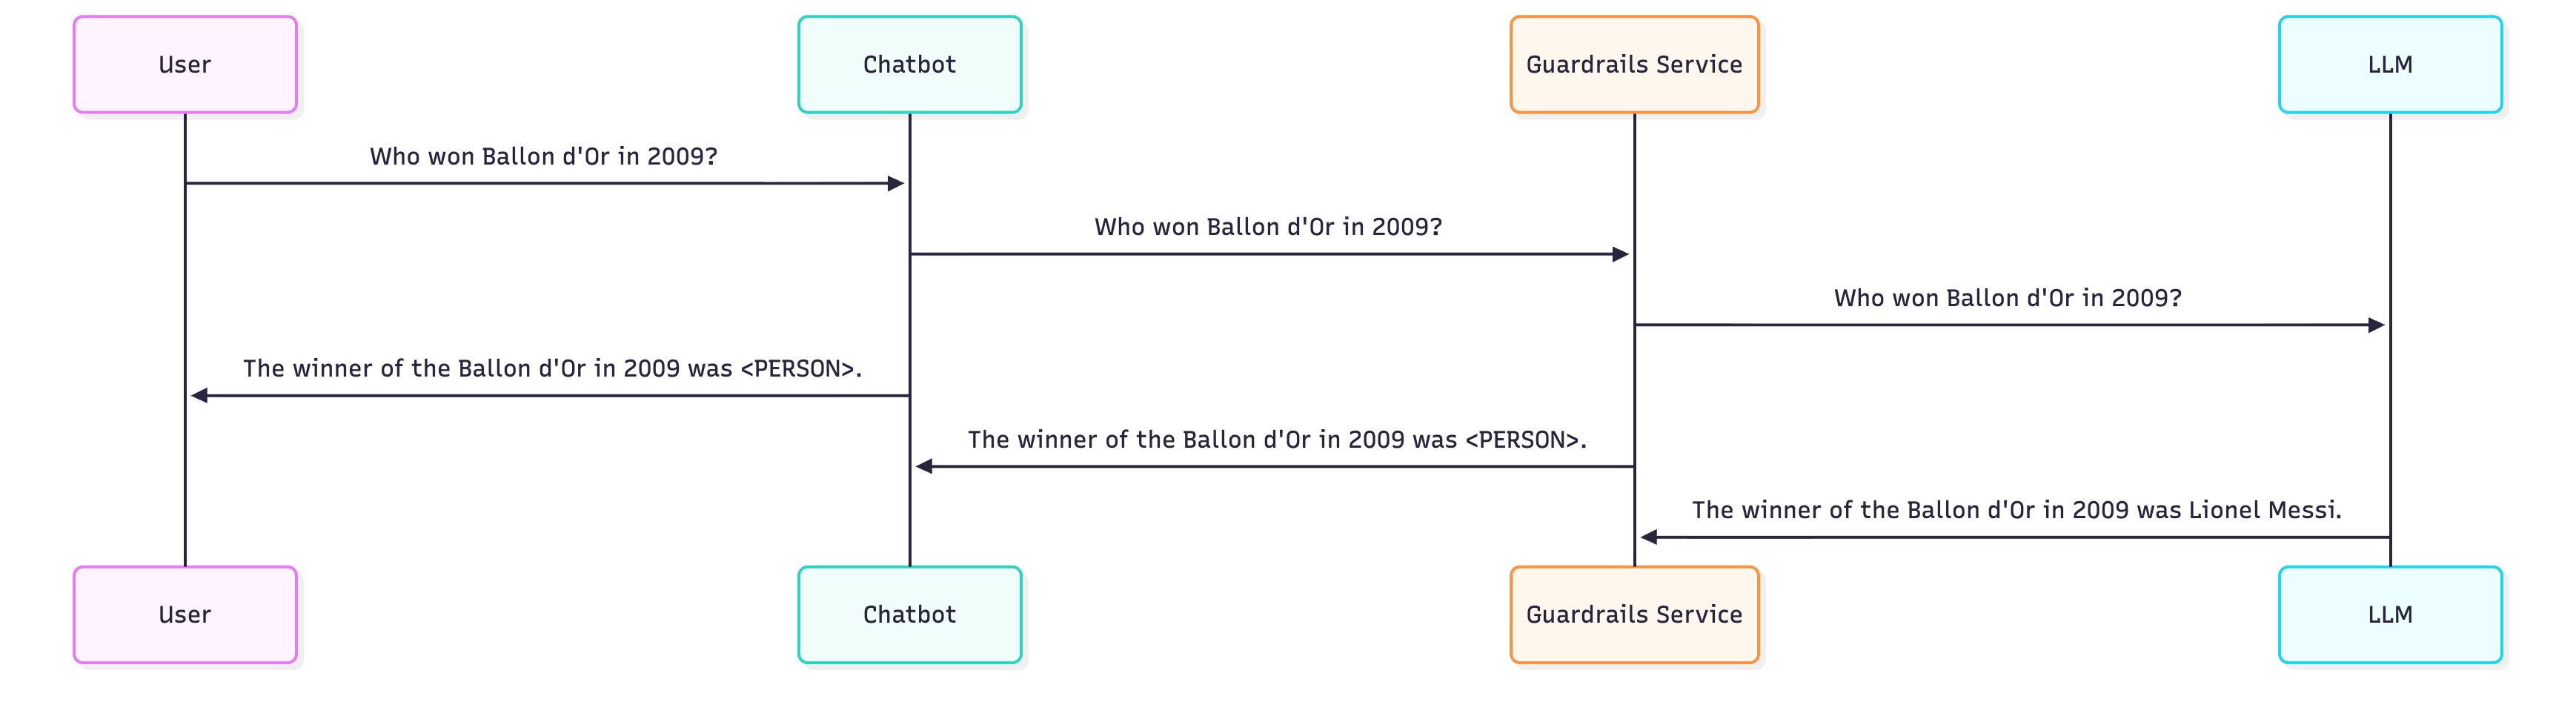 User
Chatbot
Guardrails Service
LLM
Who won Ballon d'Or in 2009?
Who won Ballon d'Or in 2009?
Who won Ballon d'Or in 2009?
The winner of the Ballon d'Or in 2009 was <PERSON>.
The winner of the Ballon d'Or in 2009 was <PERSON>.
The winner of the Ballon d'Or in 2009 was Lionel Messi.
User
Chatbot
Guardrails Service
LLM